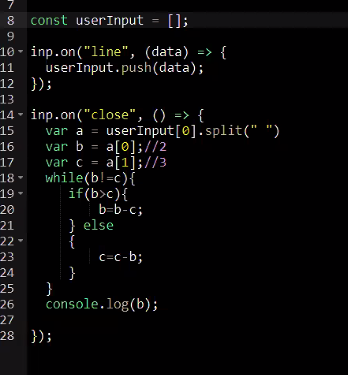 7
8 const userInput = [];
9
10 inp.on("line", (data) => {
11 userInput.push(data);
12 });
13
14 inp.on("close", () => {
15 var a = userInput[0].split(" ")
16 var b = a[0];//2
17 var c = a[1];//3
18 while(b!=c){
19 if(b>c){
20 b=b-c;
21 } else
22 {
23 c=c-b;
24 }
25 }
26 console.log(b);
27
28 });